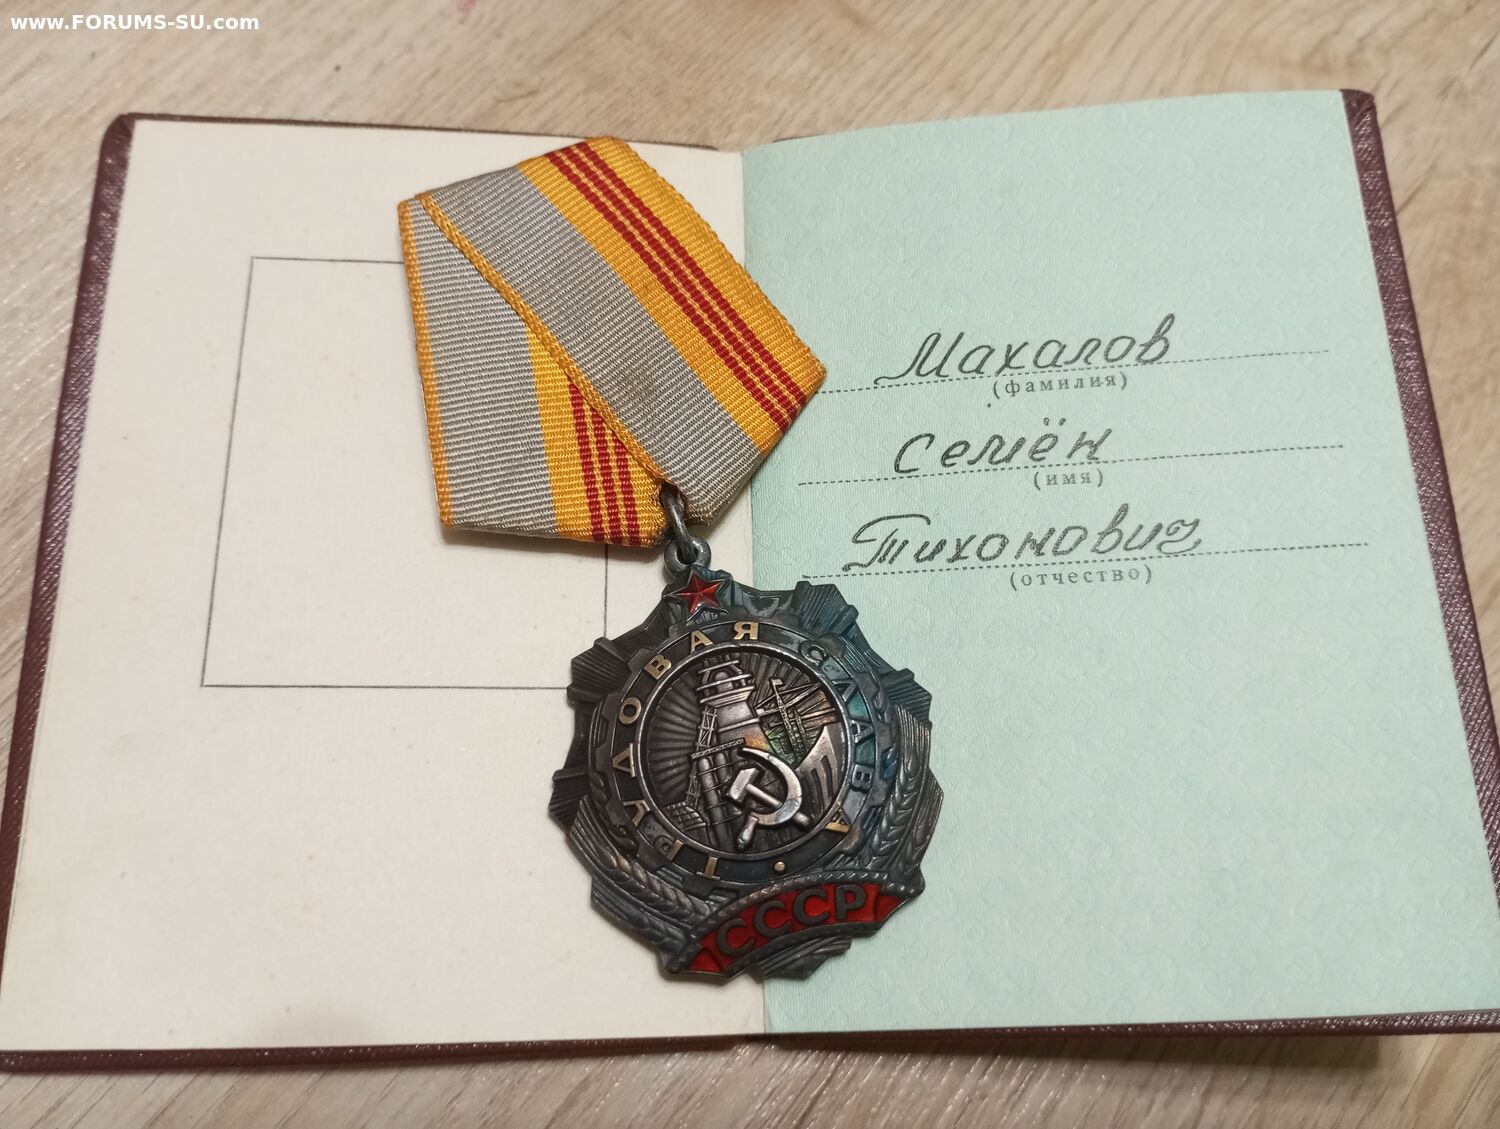 www.FORUMS-SU.com
Махалов
(фамилия)
Семён
(имя)
Тихонович
(отчество)
ТРУДОВАЯ СЛАВА
СССР